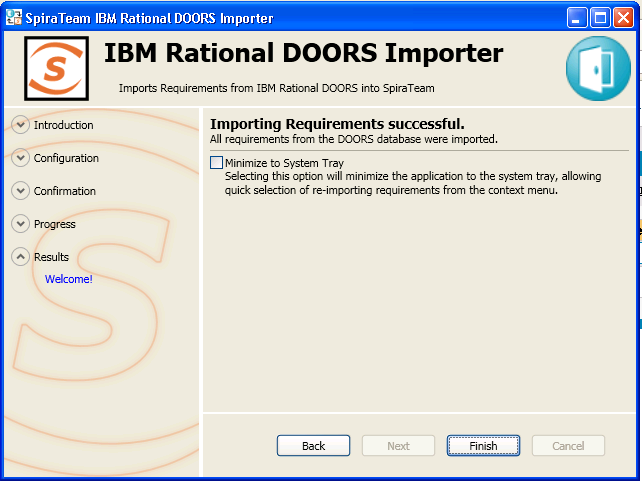 SpiraTeam IBM Rational DOORS Importer
S
IBM Rational DOORS Importer
Imports Requirements from IBM Rational DOORS into SpiraTeam
Introduction
Configuration
Confirmation
Progress
Results
Welcome!
Importing Requirements successful.
All requirements from the DOORS database were imported.
Minimize to System Tray
Selecting this option will minimize the application to the system tray, allowing
quick selection of re-importing requirements from the context menu.
Back
Next
Finish
Cancel